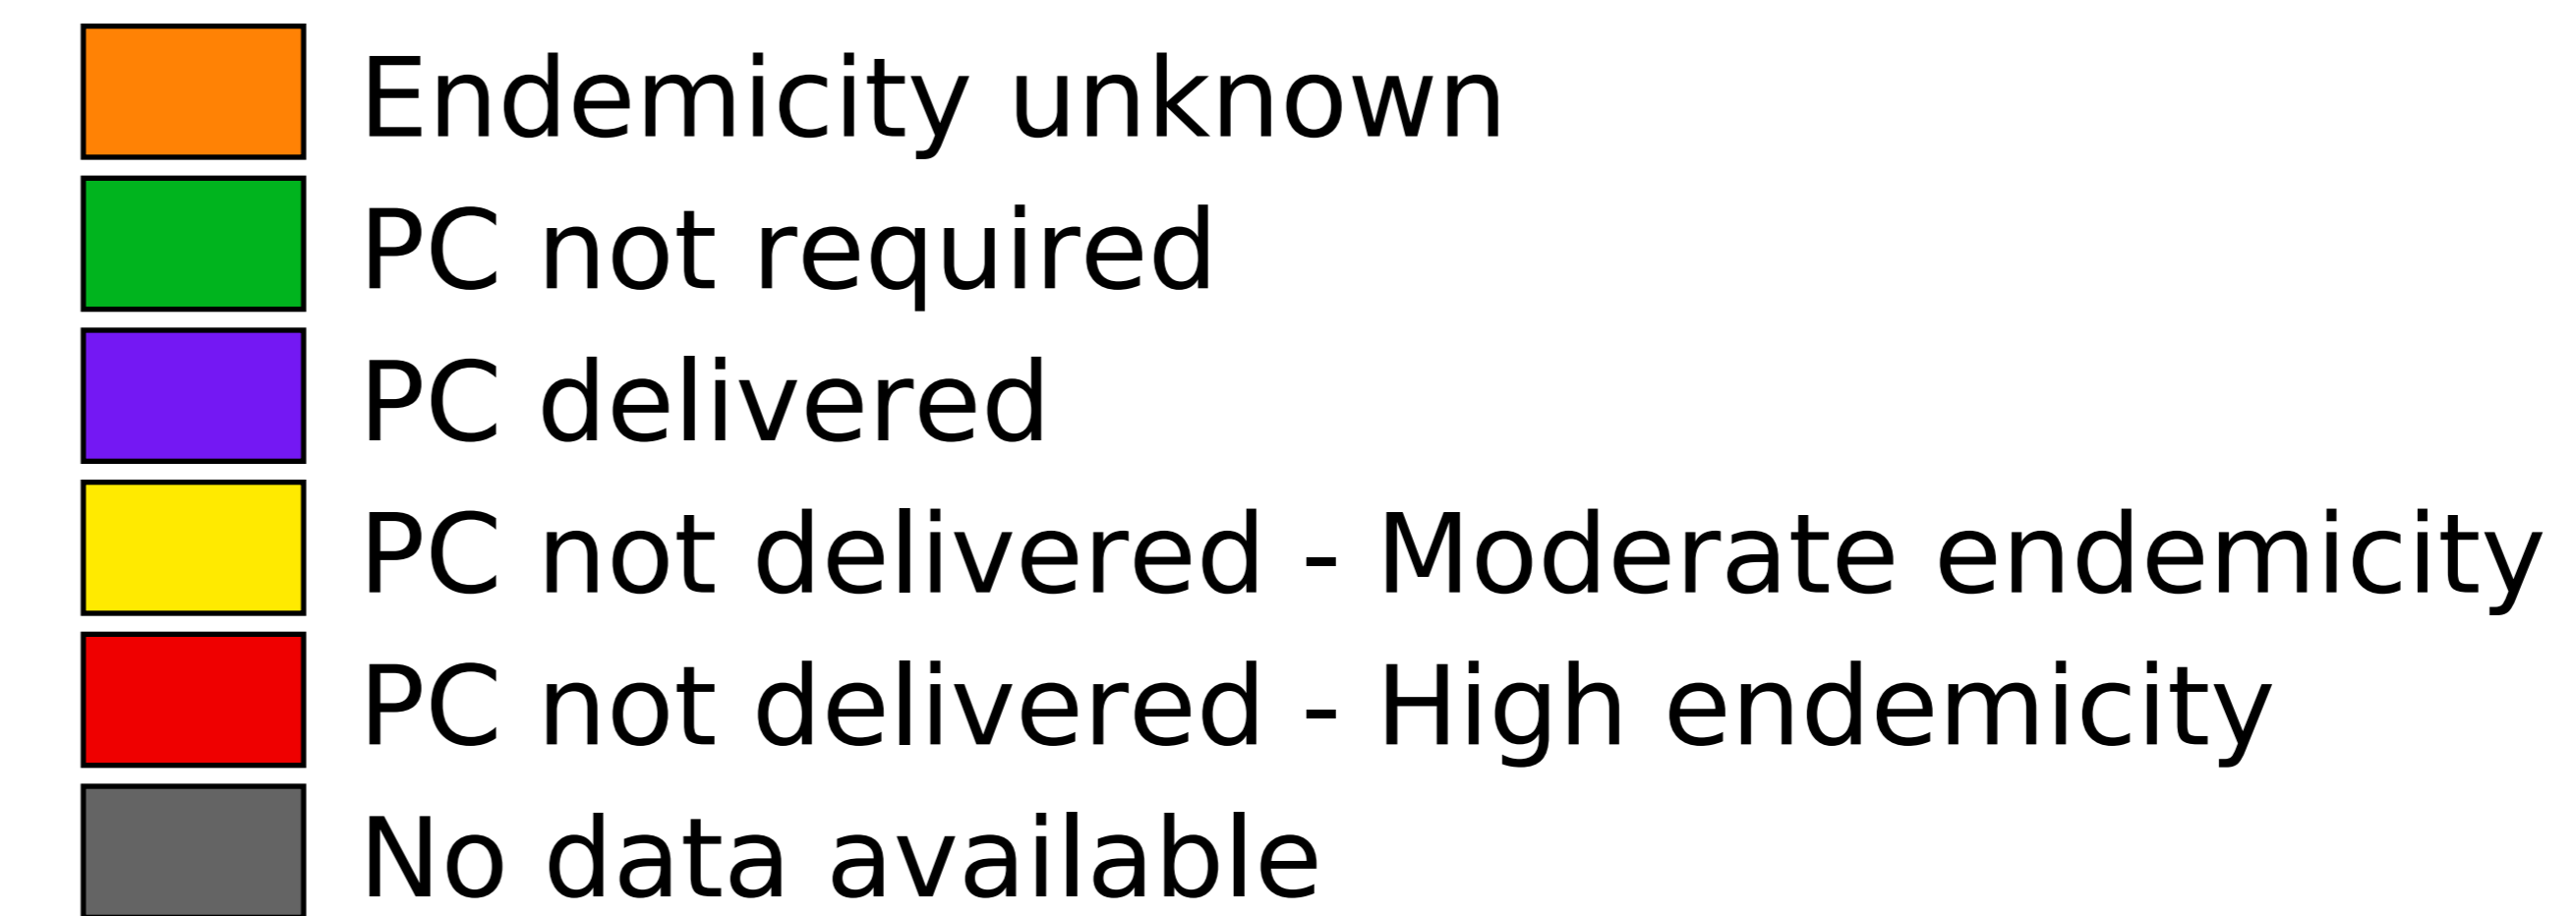 Endemicity unknown
PC not required
PC delivered
PC not delivered - Moderate endemicity
PC not delivered - High endemicity
No data available